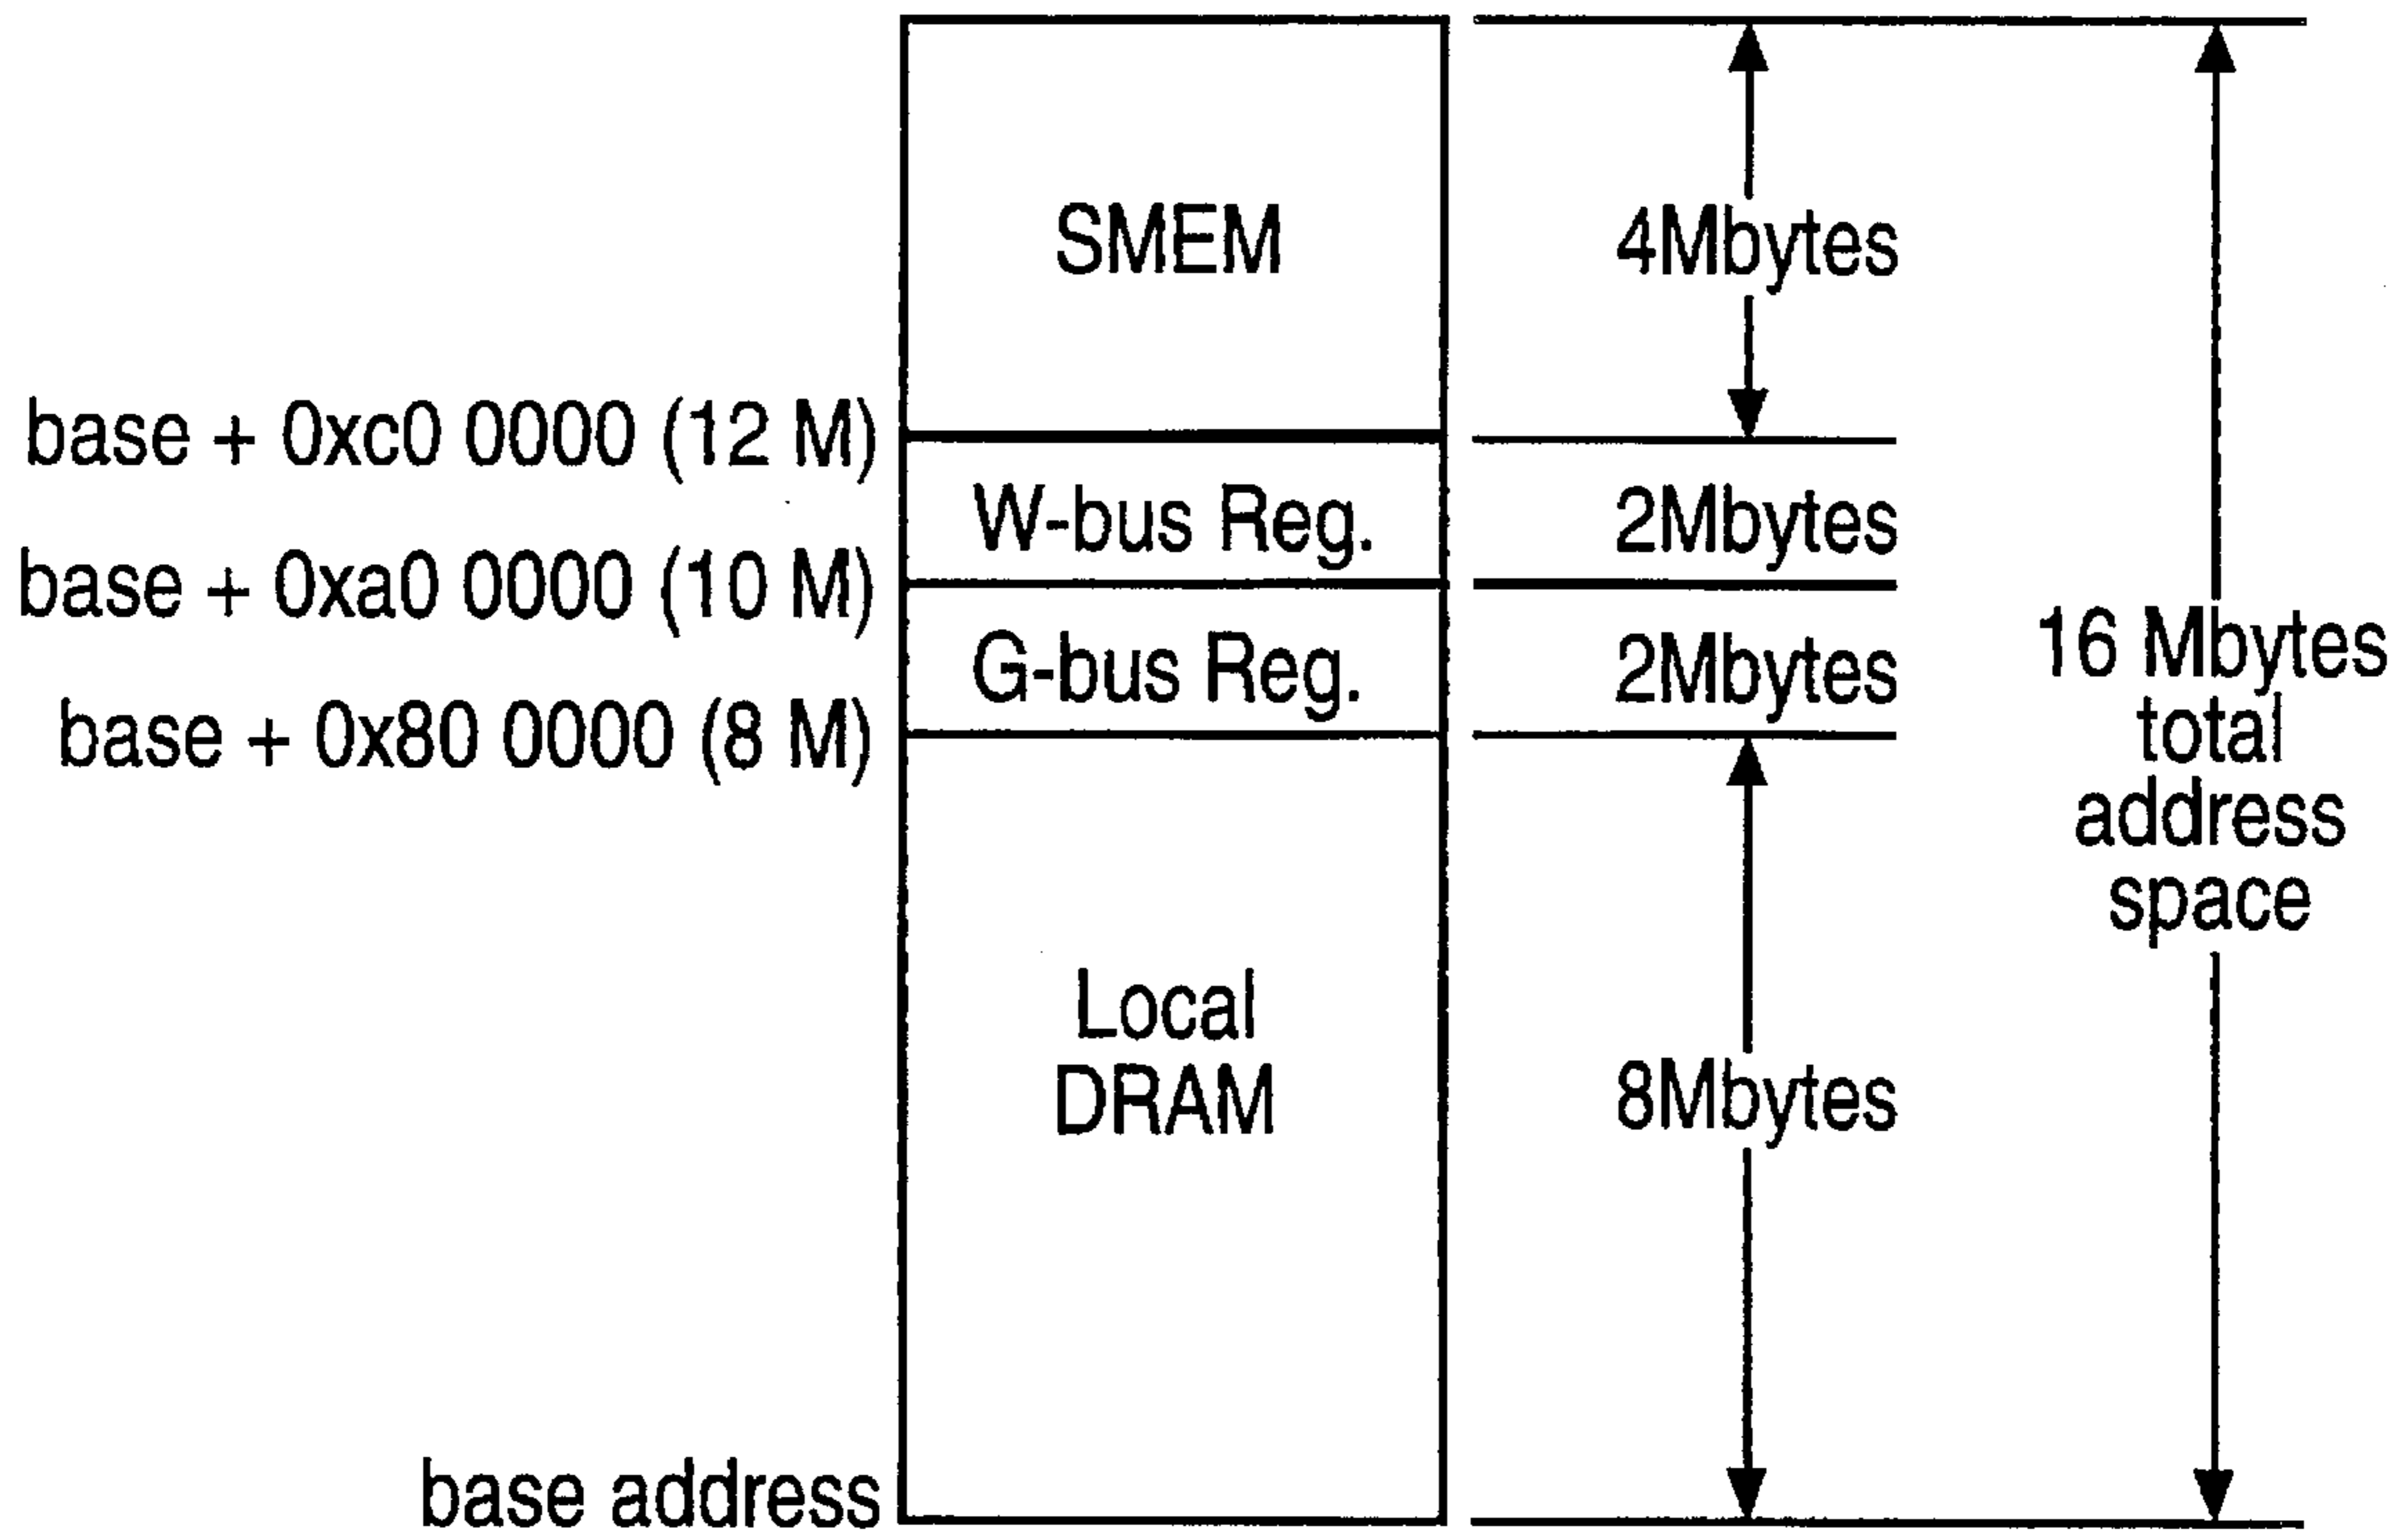 SMEM
4Mbytes
base + 0xc0 0000 (12 M)
W-bus Reg.
2Mbytes
base + 0xa0 0000 (10 M)
G-bus Reg.
2Mbytes
16 Mbytes
total
address
space
base + 0x80 0000 (8 M)
Local
DRAM
8Mbytes
base address